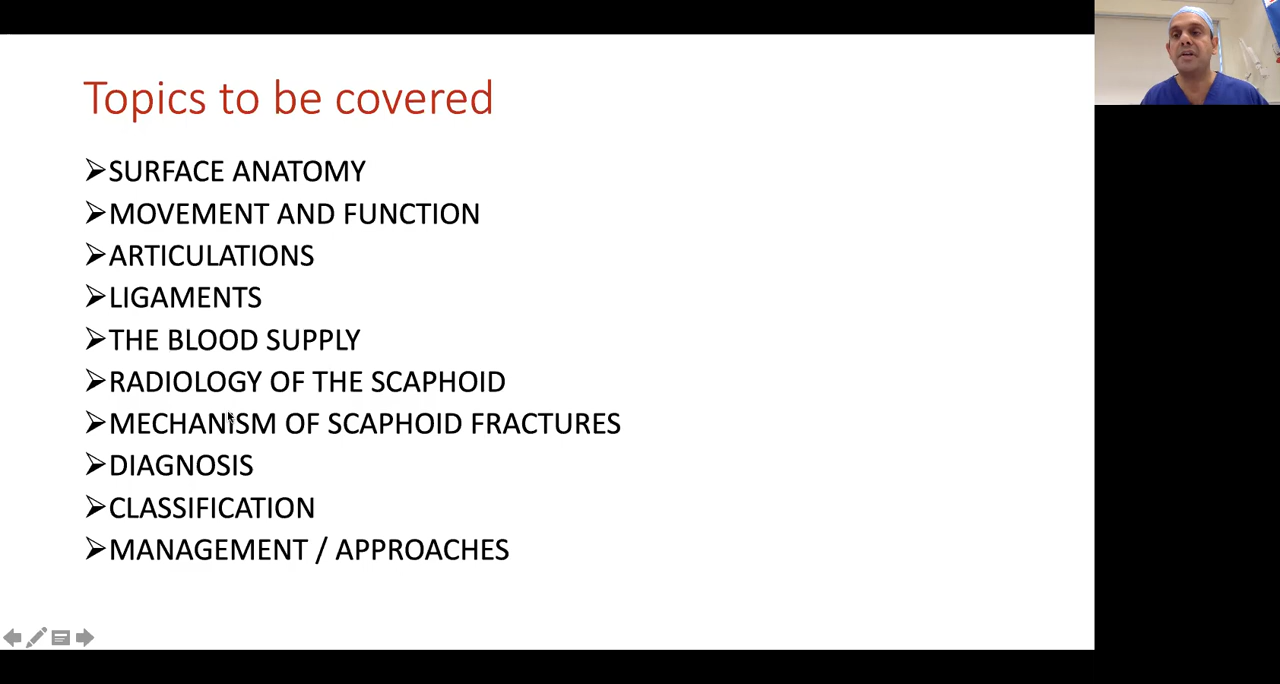 Topics to be covered
➢SURFACE ANATOMY
➢MOVEMENT AND FUNCTION
➢ARTICULATIONS
➢LIGAMENTS
➢THE BLOOD SUPPLY
➢RADIOLOGY OF THE SCAPHOID
➢MECHANISM OF SCAPHOID FRACTURES
➢DIAGNOSIS
➢CLASSIFICATION
➢MANAGEMENT / APPROACHES